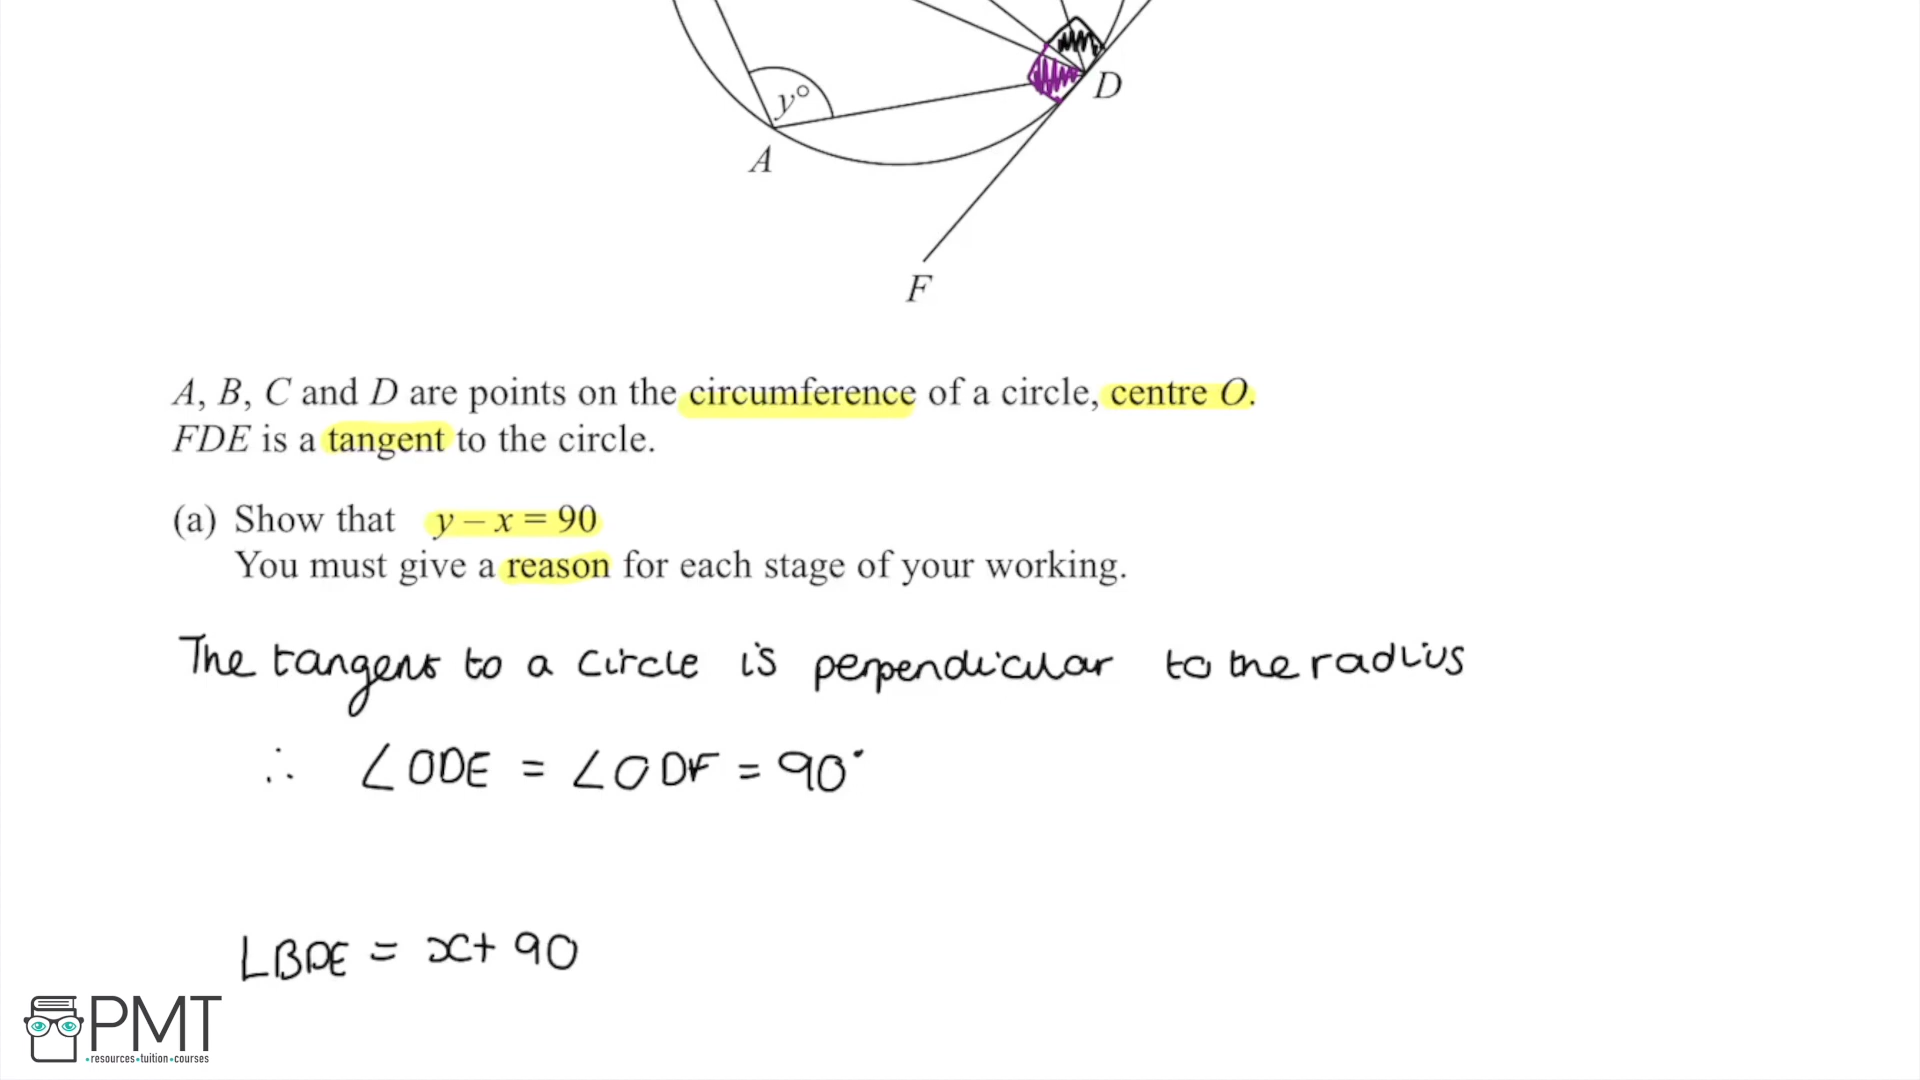 y°
D
A
F
A, B, C and D are points on the circumference of a circle, centre O.
FDE is a tangent to the circle.
(a) Show that y – x = 90
You must give a reason for each stage of your working.
The tangent to a circle is perpendicular to the radius
∴ ∠ODE = ∠ODF = 90°
∠BDE = x + 90
PMT
•resources•tuition•courses